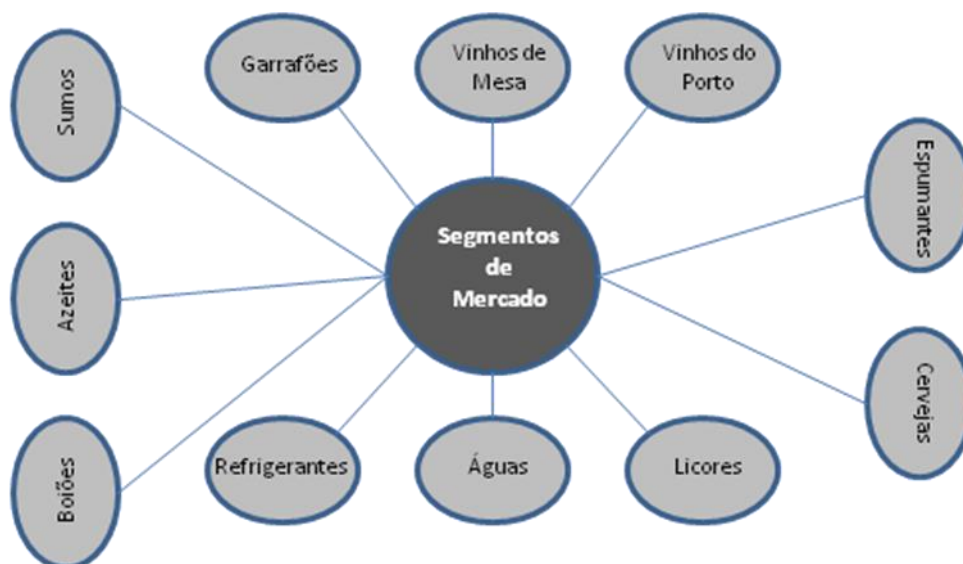 Sumos
Garrafões
Vinhos de
Mesa
Vinhos do
Porto
Espumantes
Azeites
Segmentos
de
Mercado
Cervejas
Boiões
Refrigerantes
Águas
Licores